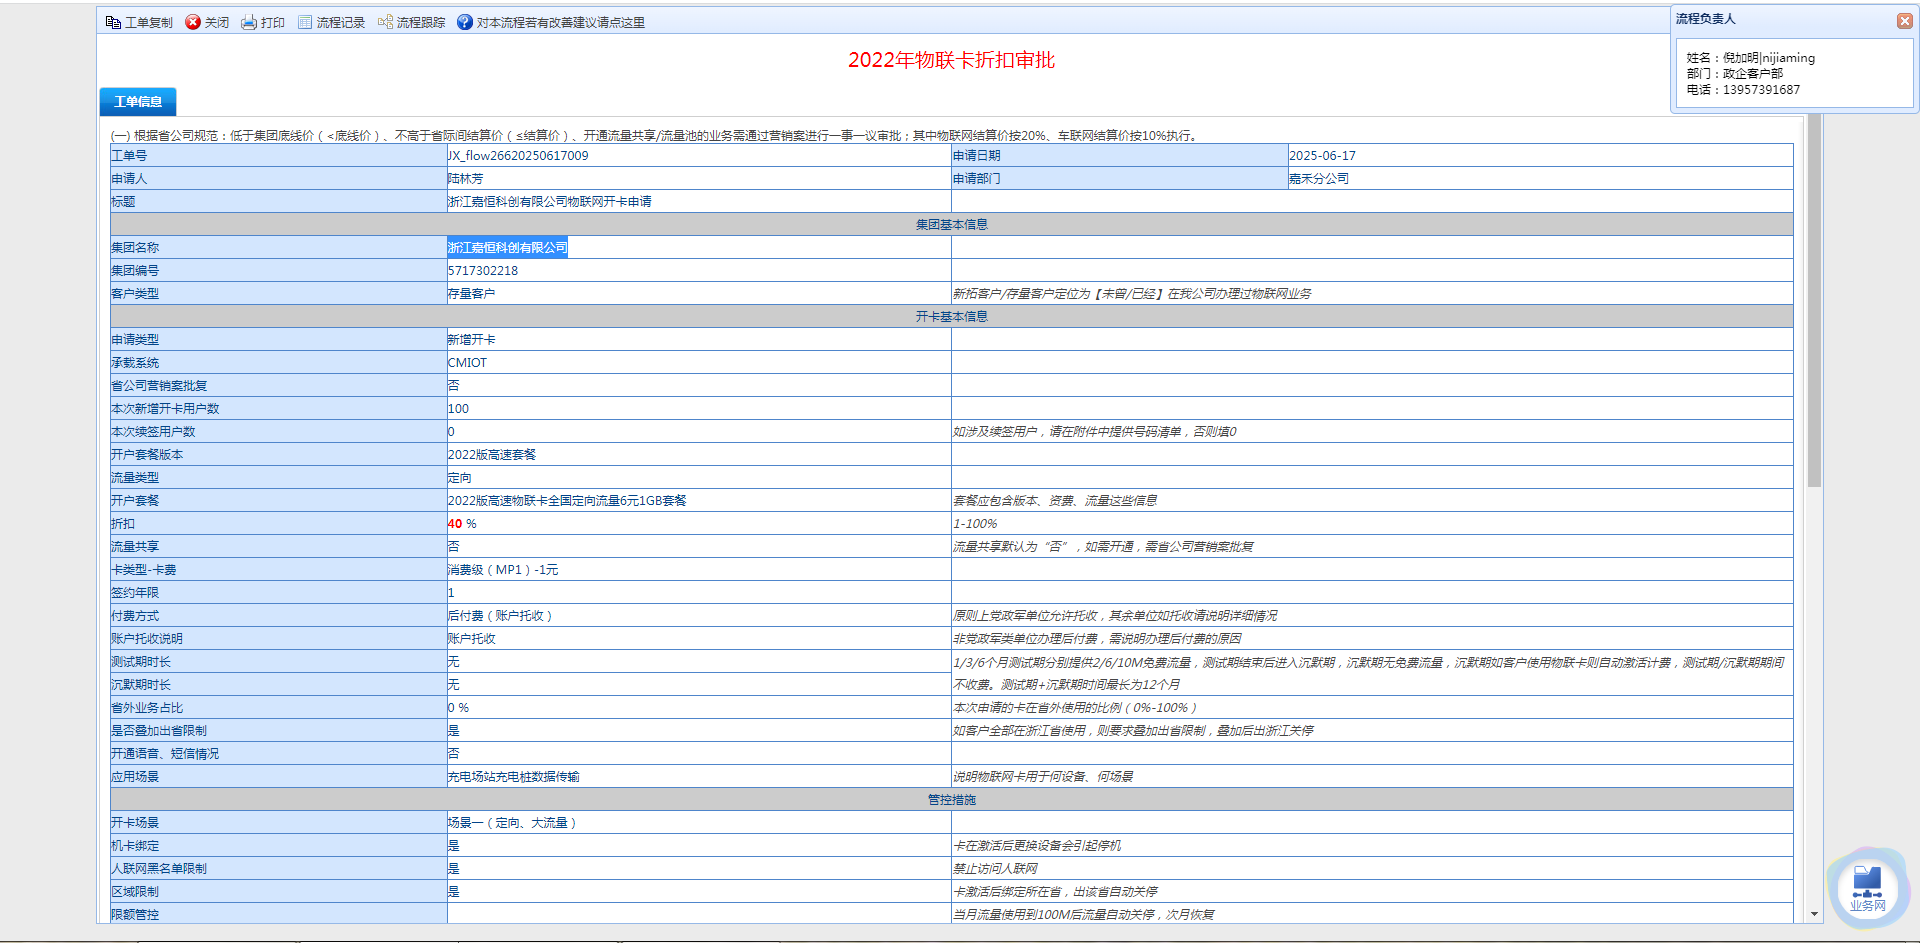 工单复制 关闭 打印 流程记录 流程跟踪 对本流程若有改善建议请点这里
流程负责人
姓名：倪加明|nijiaming
部门：政企客户部
电话：13957391687
2022年物联卡折扣审批
工单信息
(一) 根据省公司规范：低于集团底线价（<底线价）、不高于省际间结算价（≤结算价）、开通流量共享/流量池的业务需通过营销案进行一事一议审批；其中物联网结算价按20%、车联网结算价按10%执行。
工单号 JX_flow26620250617009 申请日期 2025-06-17
申请人 陆林芳 申请部门 嘉禾分公司
标题 浙江嘉恒科创有限公司物联网开卡申请
集团基本信息
集团名称 浙江嘉恒科创有限公司
集团编号 5717302218
客户类型 存量客户 新拓客户/存量客户定位为【未曾/已经】在我公司办理过物联网业务
开卡基本信息
申请类型 新增开卡
承载系统 CMIOT
省公司营销案批复 否
本次新增开卡用户数 100
本次续签用户数 0 如涉及续签用户，请在附件中提供号码清单，否则填0
开户套餐版本 2022版高速套餐
流量类型 定向
开户套餐 2022版高速物联卡全国定向流量6元1GB套餐 套餐应包含版本、资费、流量这些信息
折扣 40 % 1-100%
流量共享 否 流量共享默认为“否”，如需开通，需省公司营销案批复
卡类型-卡费 消费级（MP1）-1元
签约年限 1
付费方式 后付费（账户托收） 原则上党政军单位允许托收，其余单位如托收请说明详细情况
账户托收说明 账户托收 非党政军类单位办理后付费，需说明办理后付费的原因
测试期时长 无 1/3/6个月测试期分别提供2/6/10M免费流量，测试期结束后进入沉默期，沉默期无免费流量，沉默期如客户使用物联卡则自动激活计费，测试期/沉默期期间
沉默期时长 无 不收费。测试期+沉默期时间最长为12个月
省外业务占比 0 % 本次申请的卡在省外使用的比例（0%-100%）
是否叠加出省限制 是 如客户全部在浙江省使用，则要求叠加出省限制，叠加后出浙江关停
开通语音、短信情况 否
应用场景 充电场站充电桩数据传输 说明物联网卡用于何设备、何场景
管控措施
开卡场景 场景一（定向、大流量）
机卡绑定 是 卡在激活后更换设备会引起停机
人联网黑名单限制 是 禁止访问人联网
区域限制 是 卡激活后绑定所在省，出该省自动关停
限额管控 当月流量使用到100M后流量自动关停，次月恢复
业务网